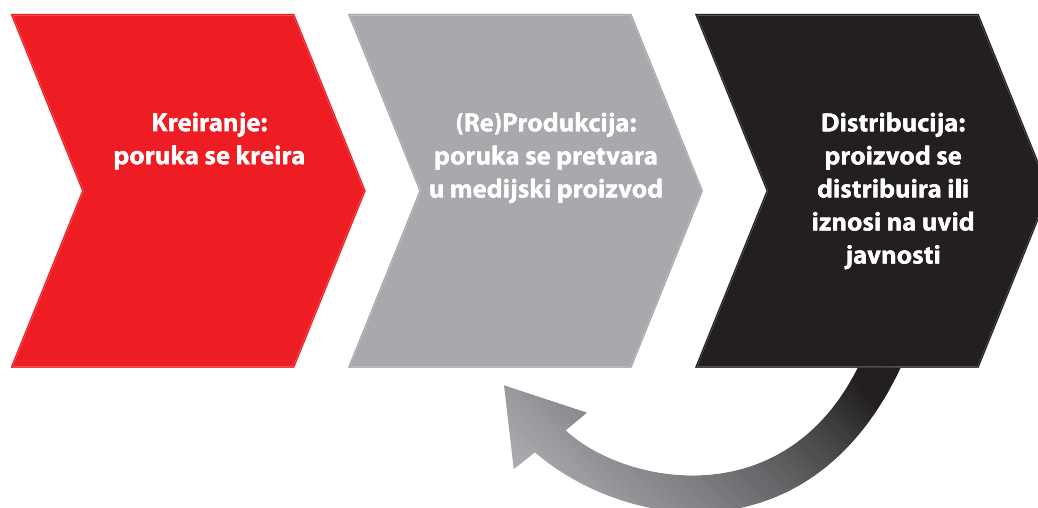 Kreiranje:
poruka se kreira
(Re)Produkcija:
poruka se pretvara
u medijski proizvod
Distribucija:
proizvod se
distribuira ili
iznosi na uvid
javnosti